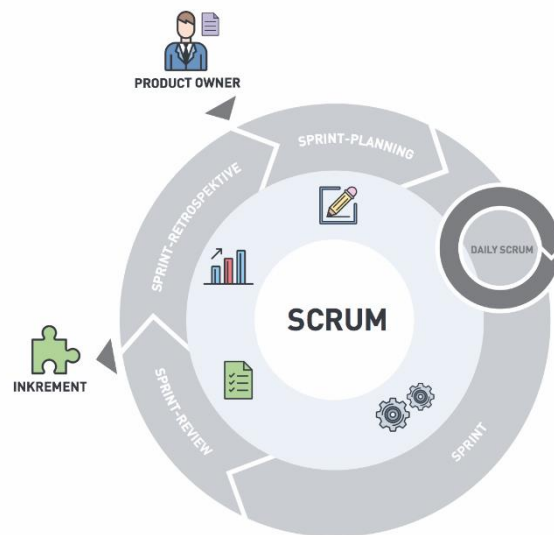 PRODUCT OWNER
SPRINT-PLANNING
SPRINT-RETROSPEKTIVE
DAILY SCRUM
SCRUM
INKREMENT
SPRINT-REVIEW
SPRINT